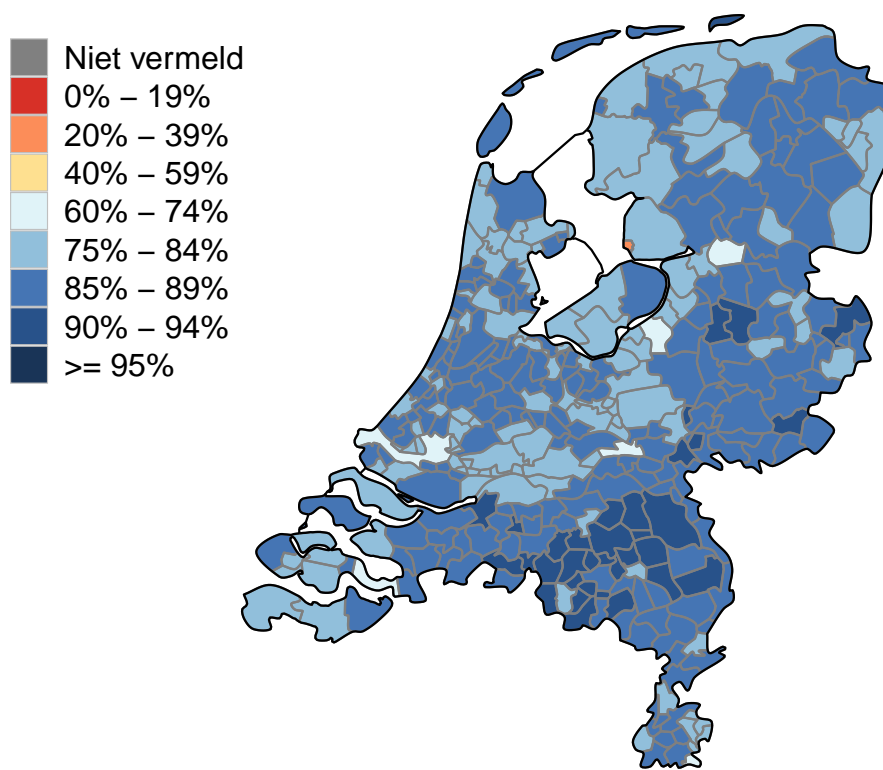 Niet vermeld
0% – 19%
20% – 39%
40% – 59%
60% – 74%
75% – 84%
85% – 89%
90% – 94%
>= 95%